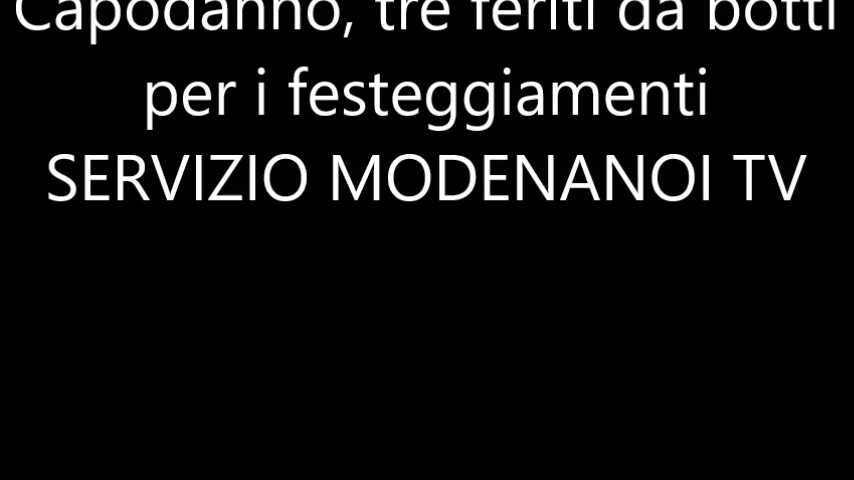 Capodanno, tre feriti da botti
per i festeggiamenti
SERVIZIO MODENANOI TV